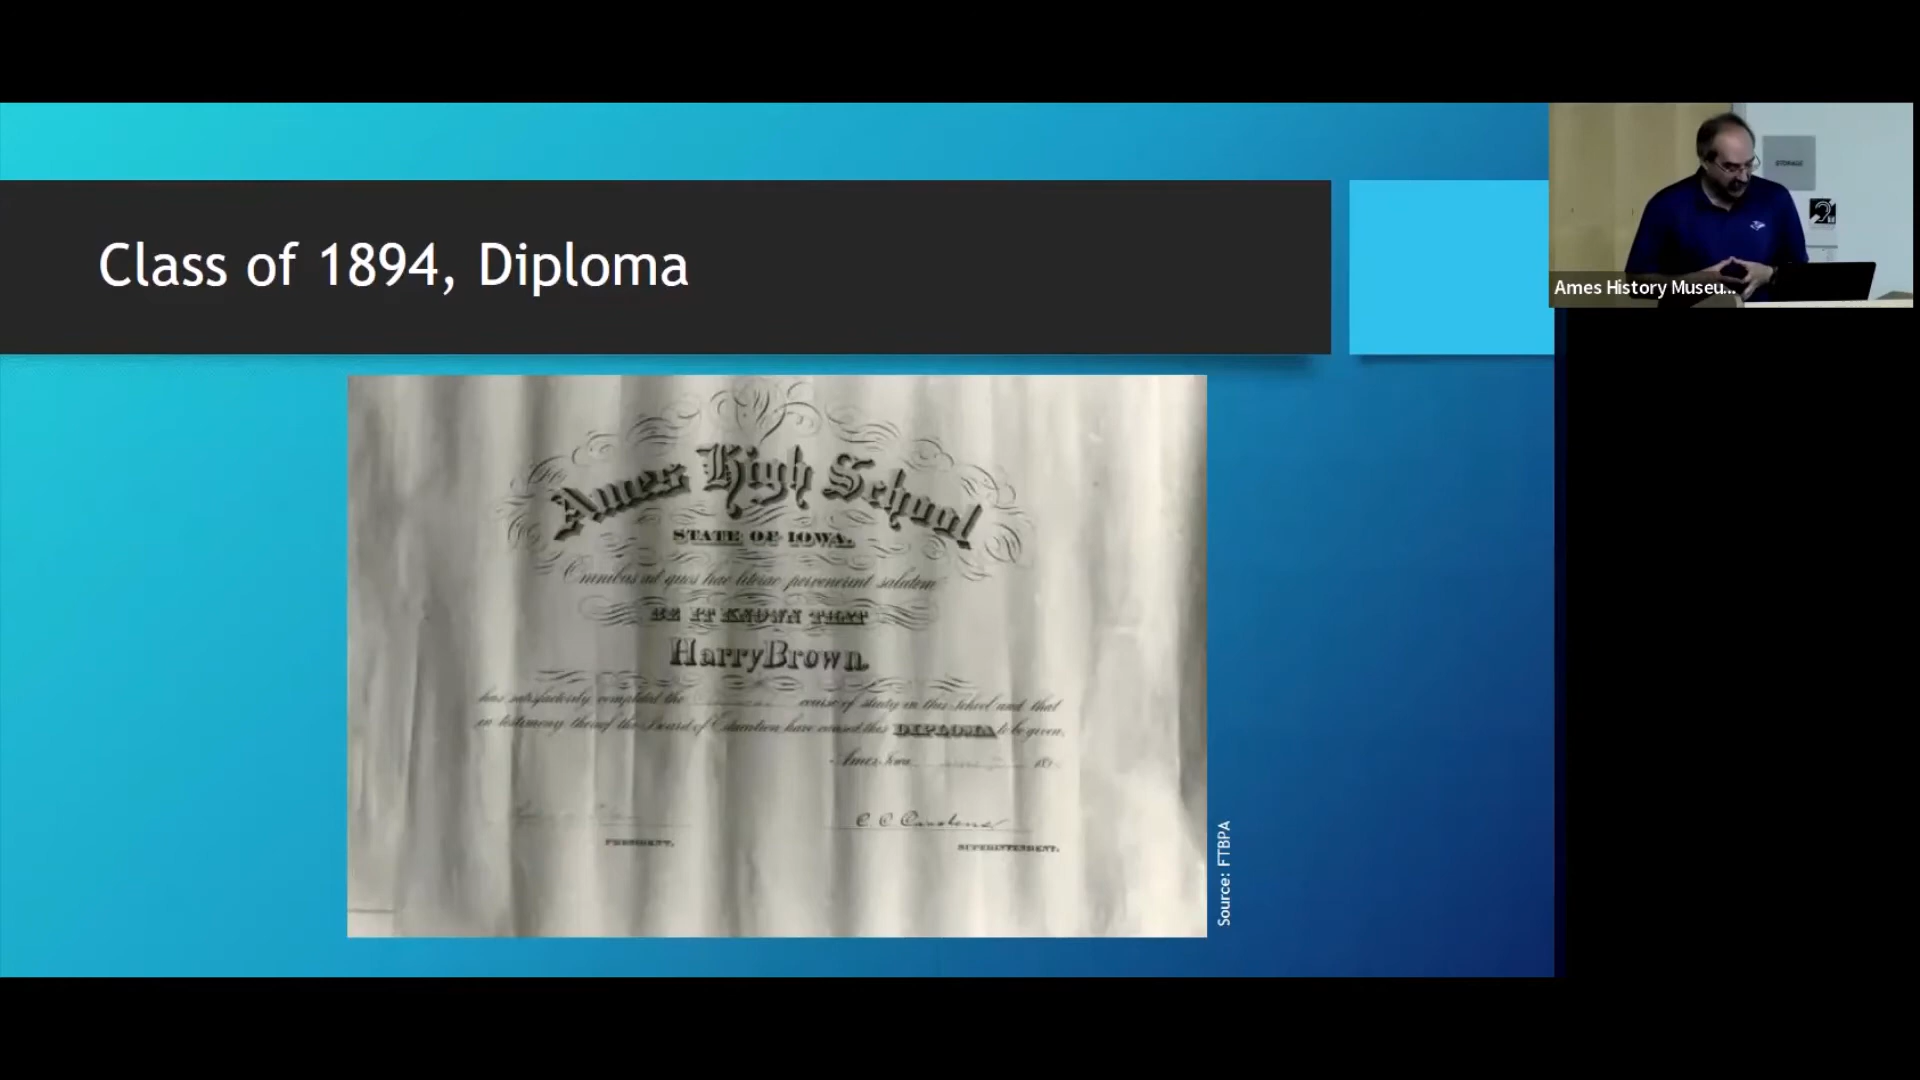 Class of 1894, Diploma
Ames High School
STATE OF IOWA.
Omnibus ad quos hae literae pervenerint salutem
BE IT KNOWN THAT
Harry Brown.
has satisfactorily completed the course of study in this School and that
in testimony thereof the Board of Education have caused this DIPLOMA to be given.
Ames Iowa 189
C. C. Carstens
PRESIDENT.
SUPERINTENDENT.
Source: FTBPA
STORAGE
Ames History Museu...